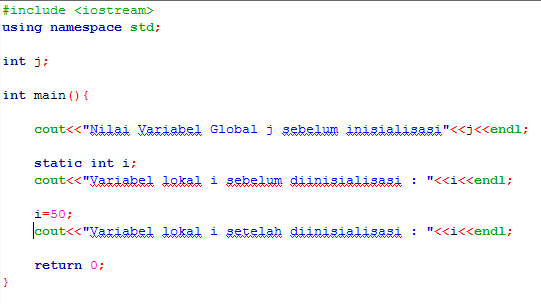 #include <iostream>
using namespace std;
int j;
int main(){
cout<<"Nilai Variabel Global j sebelum inisialisasi"<<j<<endl;
static int i;
cout<<"Variabel lokal i sebelum diinisialisasi : "<<i<<endl;
i=50;
cout<<"Variabel lokal i setelah diinisialisasi : "<<i<<endl;
return 0;
}